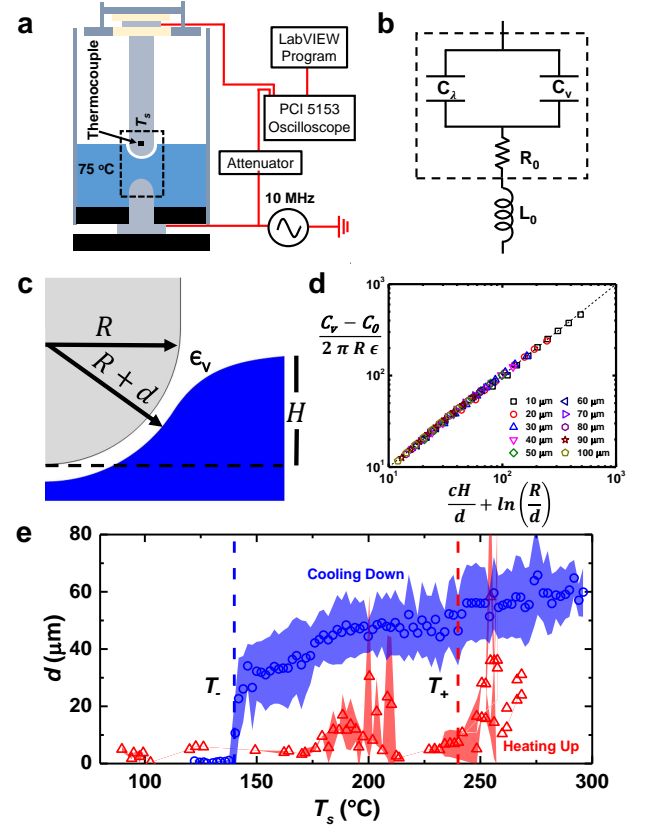 a
Thermocouple
T_s
75 °C
LabVIEW
Program
PCI 5153
Oscilloscope
Attenuator
10 MHz
b
C_λ
C_v
R_0
L_0
c
R
R + d
ϵ_v
H
d
C_v − C_0
2 π R ϵ
10^3
10^2
10^1
10^1
10^2
10^3
10 μm
20 μm
30 μm
40 μm
50 μm
60 μm
70 μm
80 μm
90 μm
100 μm
cH/d + ln(R/d)
e
80
60
40
20
0
d (μm)
Cooling Down
T_-
T_+
Heating Up
100
150
200
250
300
T_s (°C)